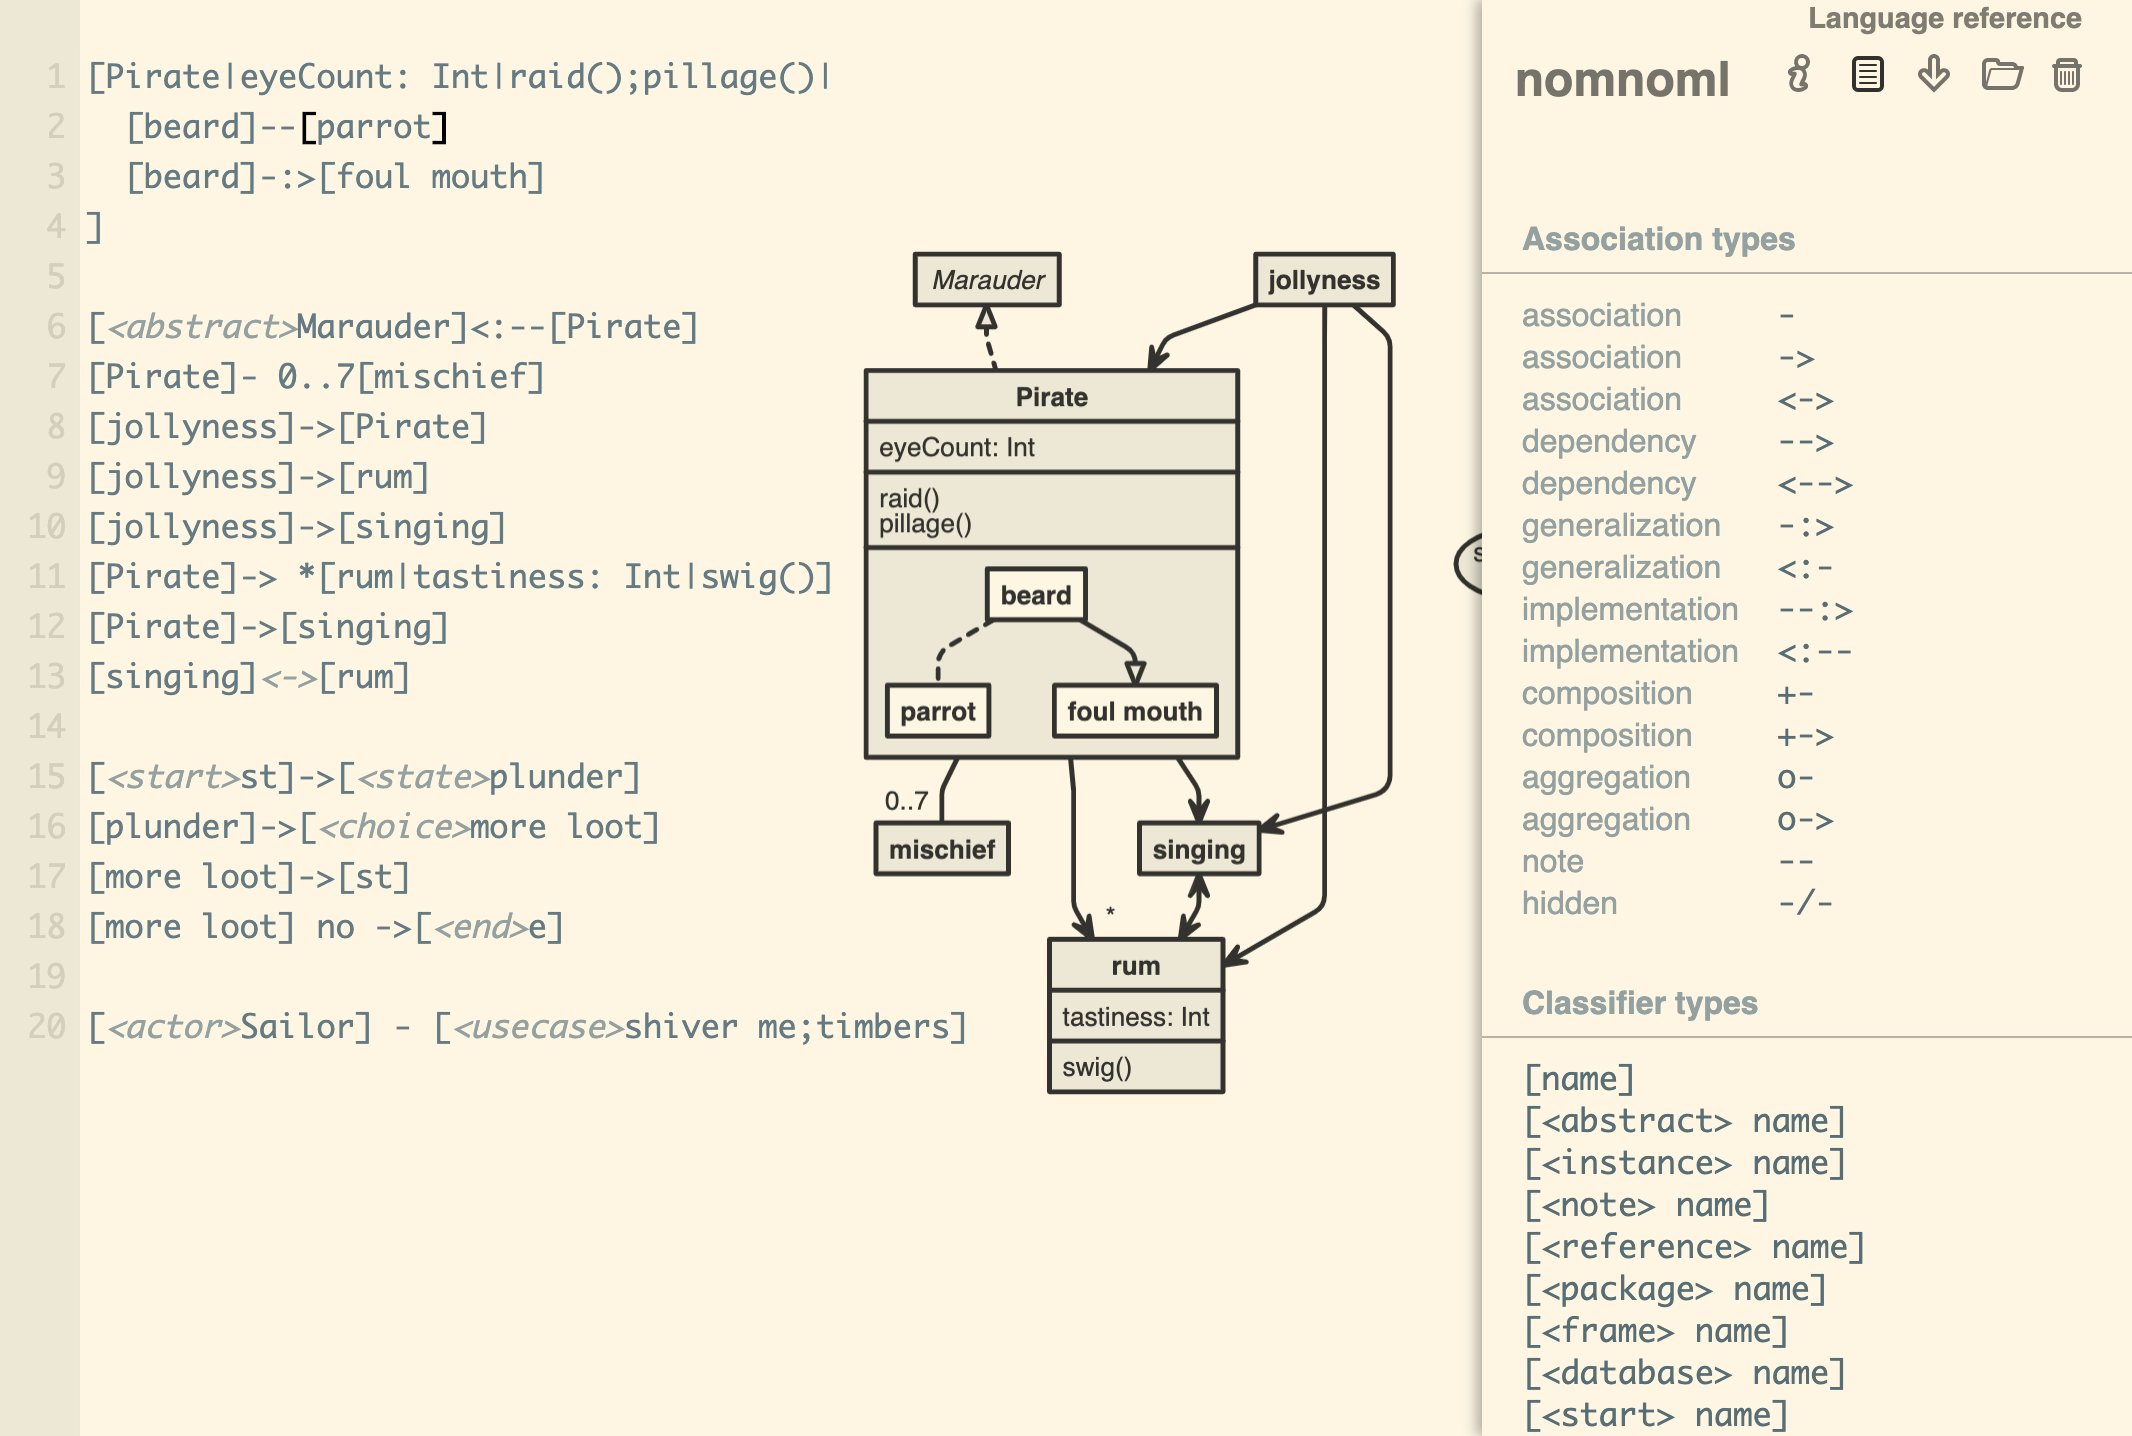 1 [Pirate|eyeCount: Int|raid();pillage()|
2 [beard]--[parrot]
3 [beard]-:>[foul mouth]
4 ]
5
6 [<abstract>Marauder]<:--[Pirate]
7 [Pirate]- 0..7[mischief]
8 [jollyness]->[Pirate]
9 [jollyness]->[rum]
10 [jollyness]->[singing]
11 [Pirate]-> *[rum|tastiness: Int|swig()]
12 [Pirate]->[singing]
13 [singing]<->[rum]
14
15 [<start>st]->[<state>plunder]
16 [plunder]->[<choice>more loot]
17 [more loot]->[st]
18 [more loot] no ->[<end>e]
19
20 [<actor>Sailor] - [<usecase>shiver me;timbers]
Marauder
jollyness
Pirate
eyeCount: Int
raid()
pillage()
beard
parrot
foul mouth
0..7
mischief
singing
*
rum
tastiness: Int
swig()
Language reference
nomnoml
Association types
association -
association ->
association <->
dependency -->
dependency <-->
generalization -:>
generalization <:-
implementation --:>
implementation <:--
composition +-
composition +->
aggregation o-
aggregation o->
note --
hidden -/-
Classifier types
[name]
[<abstract> name]
[<instance> name]
[<note> name]
[<reference> name]
[<package> name]
[<frame> name]
[<database> name]
[<start> name]